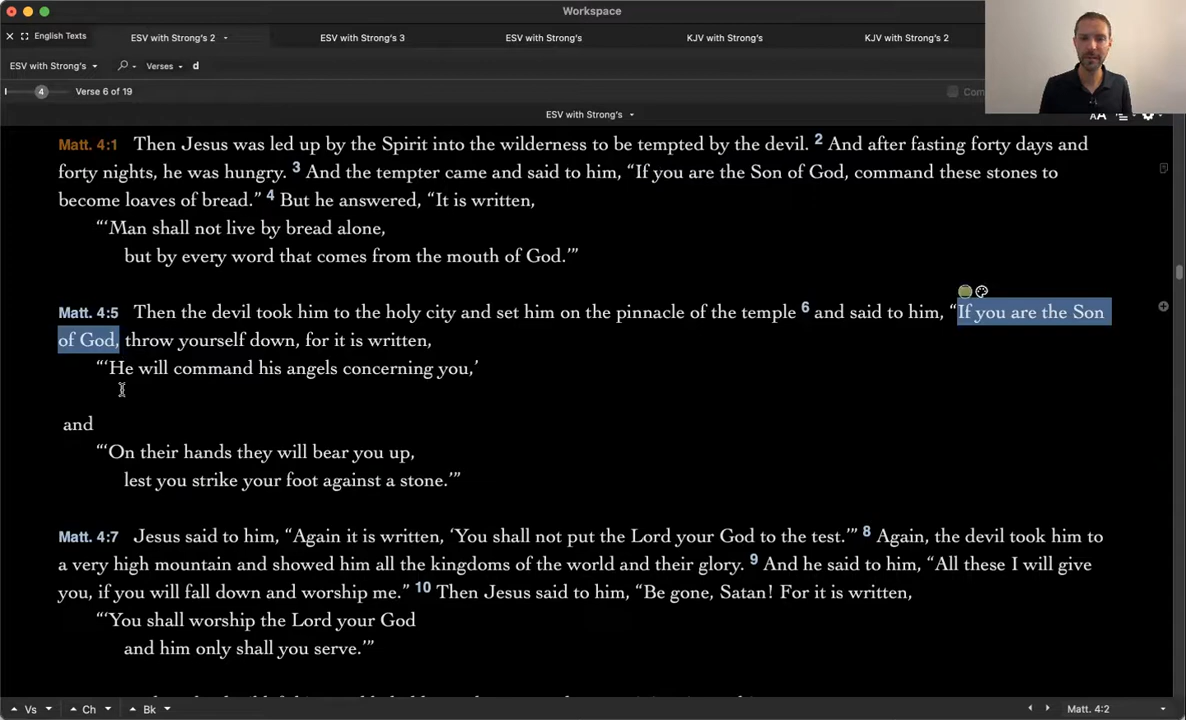 Workspace
English Texts
ESV with Strong's 2
ESV with Strong's 3
ESV with Strong's
KJV with Strong's
KJV with Strong's 2
ESV with Strong's
Verses
d
4
Verse 6 of 19
ESV with Strong's
AA
Matt. 4:1 Then Jesus was led up by the Spirit into the wilderness to be tempted by the devil. 2 And after fasting forty days and
forty nights, he was hungry. 3 And the tempter came and said to him, “If you are the Son of God, command these stones to
become loaves of bread.” 4 But he answered, “It is written,
“‘Man shall not live by bread alone,
but by every word that comes from the mouth of God.’”
Matt. 4:5 Then the devil took him to the holy city and set him on the pinnacle of the temple 6 and said to him, “If you are the Son
of God, throw yourself down, for it is written,
“‘He will command his angels concerning you,’
and
“‘On their hands they will bear you up,
lest you strike your foot against a stone.’”
Matt. 4:7 Jesus said to him, “Again it is written, ‘You shall not put the Lord your God to the test.’” 8 Again, the devil took him to
a very high mountain and showed him all the kingdoms of the world and their glory. 9 And he said to him, “All these I will give
you, if you will fall down and worship me.” 10 Then Jesus said to him, “Be gone, Satan! For it is written,
“‘You shall worship the Lord your God
and him only shall you serve.’”
Vs
Ch
Bk
Matt. 4:2